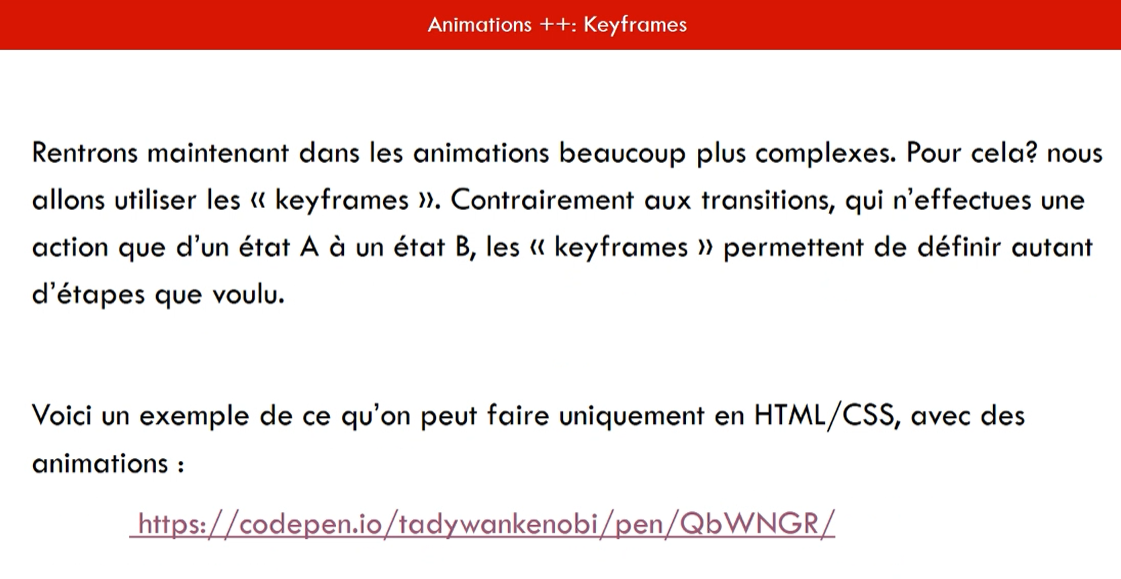 Animations ++: Keyframes
Rentrons maintenant dans les animations beaucoup plus complexes. Pour cela? nous
allons utiliser les « keyframes ». Contrairement aux transitions, qui n’effectues une
action que d’un état A à un état B, les « keyframes » permettent de définir autant
d’étapes que voulu.
Voici un exemple de ce qu’on peut faire uniquement en HTML/CSS, avec des
animations :
https://codepen.io/tadywankenobi/pen/QbWNGR/